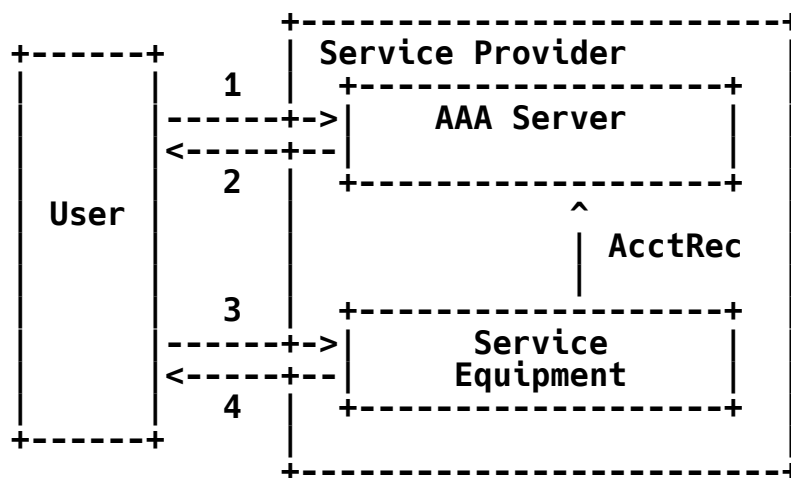 Service Provider
1
AAA Server
2
User
AcctRec
3
Service
Equipment
4